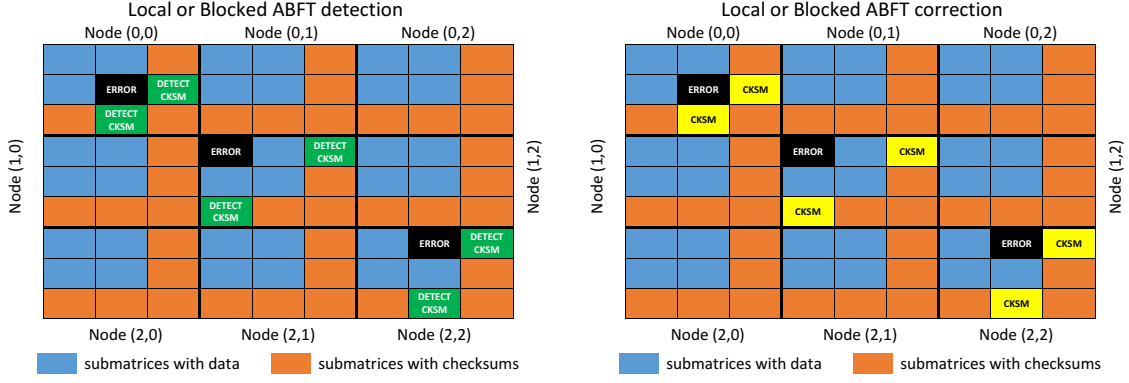 Local or Blocked ABFT detection
Node (0,0) Node (0,1) Node (0,2)
ERROR DETECT CKSM
DETECT CKSM
Node (1,0)
ERROR DETECT CKSM
Node (1,2)
DETECT CKSM
ERROR DETECT CKSM
DETECT CKSM
Node (2,0) Node (2,1) Node (2,2)
submatrices with data submatrices with checksums
Local or Blocked ABFT correction
Node (0,0) Node (0,1) Node (0,2)
ERROR CKSM
CKSM
Node (1,0)
ERROR CKSM
Node (1,2)
CKSM
ERROR CKSM
CKSM
Node (2,0) Node (2,1) Node (2,2)
submatrices with data submatrices with checksums